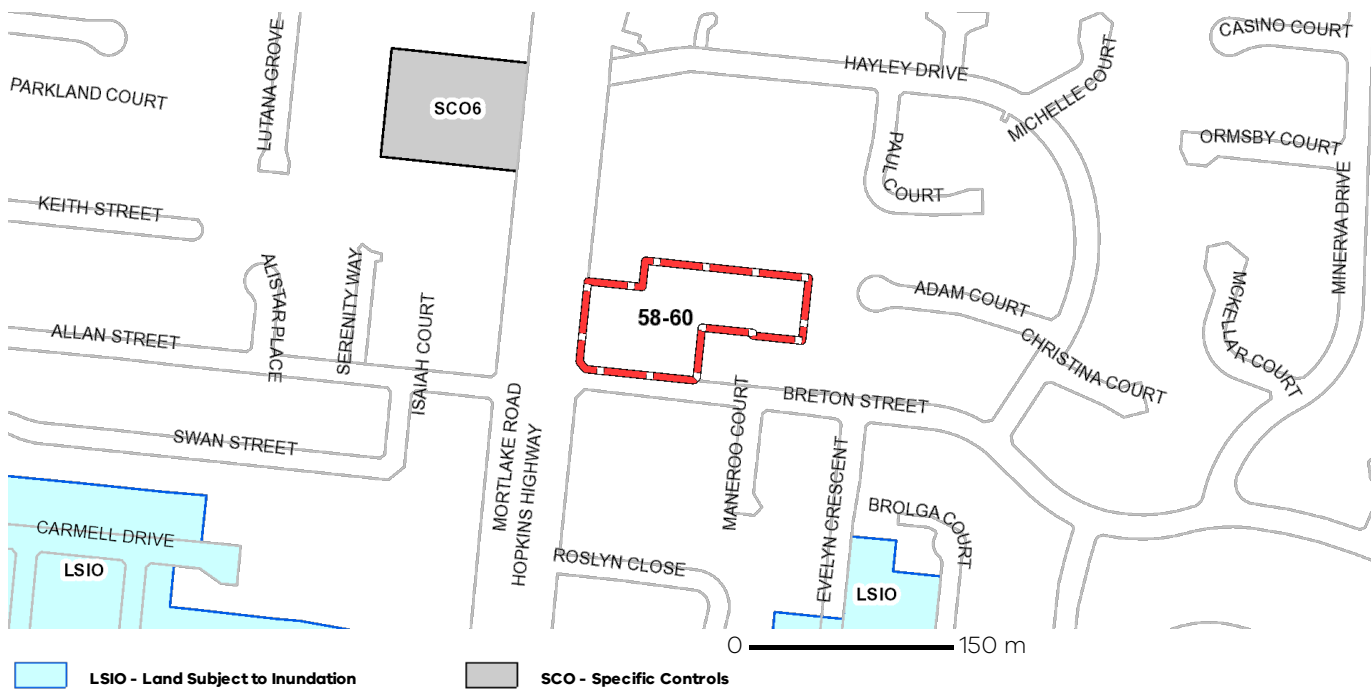 CASINO COURT
LUTANA GROVE
HAYLEY DRIVE
MICHELLE COURT
PARKLAND COURT
SCO6
ORMSBY COURT
PAUL COURT
KEITH STREET
MINERVA DRIVE
ALISTAR PLACE
SERENITY WAY
ISAIAH COURT
ADAM COURT
MCKELLAR COURT
58-60
ALLAN STREET
CHRISTINA COURT
BRETON STREET
MANEROO COURT
MORTLAKE ROAD
HOPKINS HIGHWAY
SWAN STREET
EVELYN CRESCENT
BROLGA COURT
CARMELL DRIVE
ROSLYN CLOSE
LSIO
LSIO
0 150 m
LSIO - Land Subject to Inundation
SCO - Specific Controls